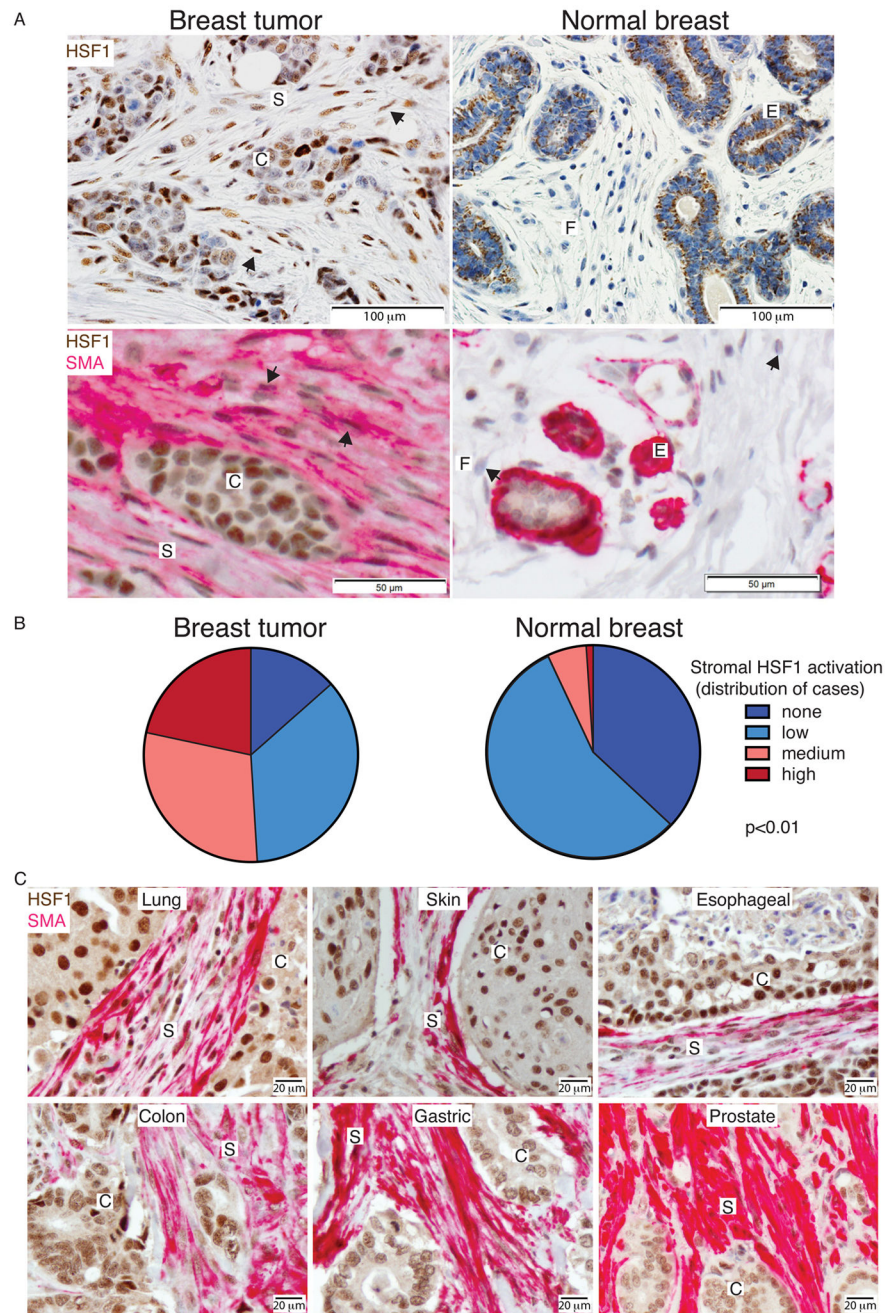 A
Breast tumor
Normal breast
HSF1
S
C
100 µm
E
F
100 µm
HSF1
SMA
C
S
50 µm
F
E
50 µm
B
Breast tumor
Normal breast
Stromal HSF1 activation
(distribution of cases)
none
low
medium
high
p<0.01
C
HSF1
SMA
Lung
C
S
20 µm
Skin
C
S
20 µm
Esophageal
C
S
20 µm
Colon
S
C
20 µm
Gastric
S
C
20 µm
Prostate
S
C
20 µm